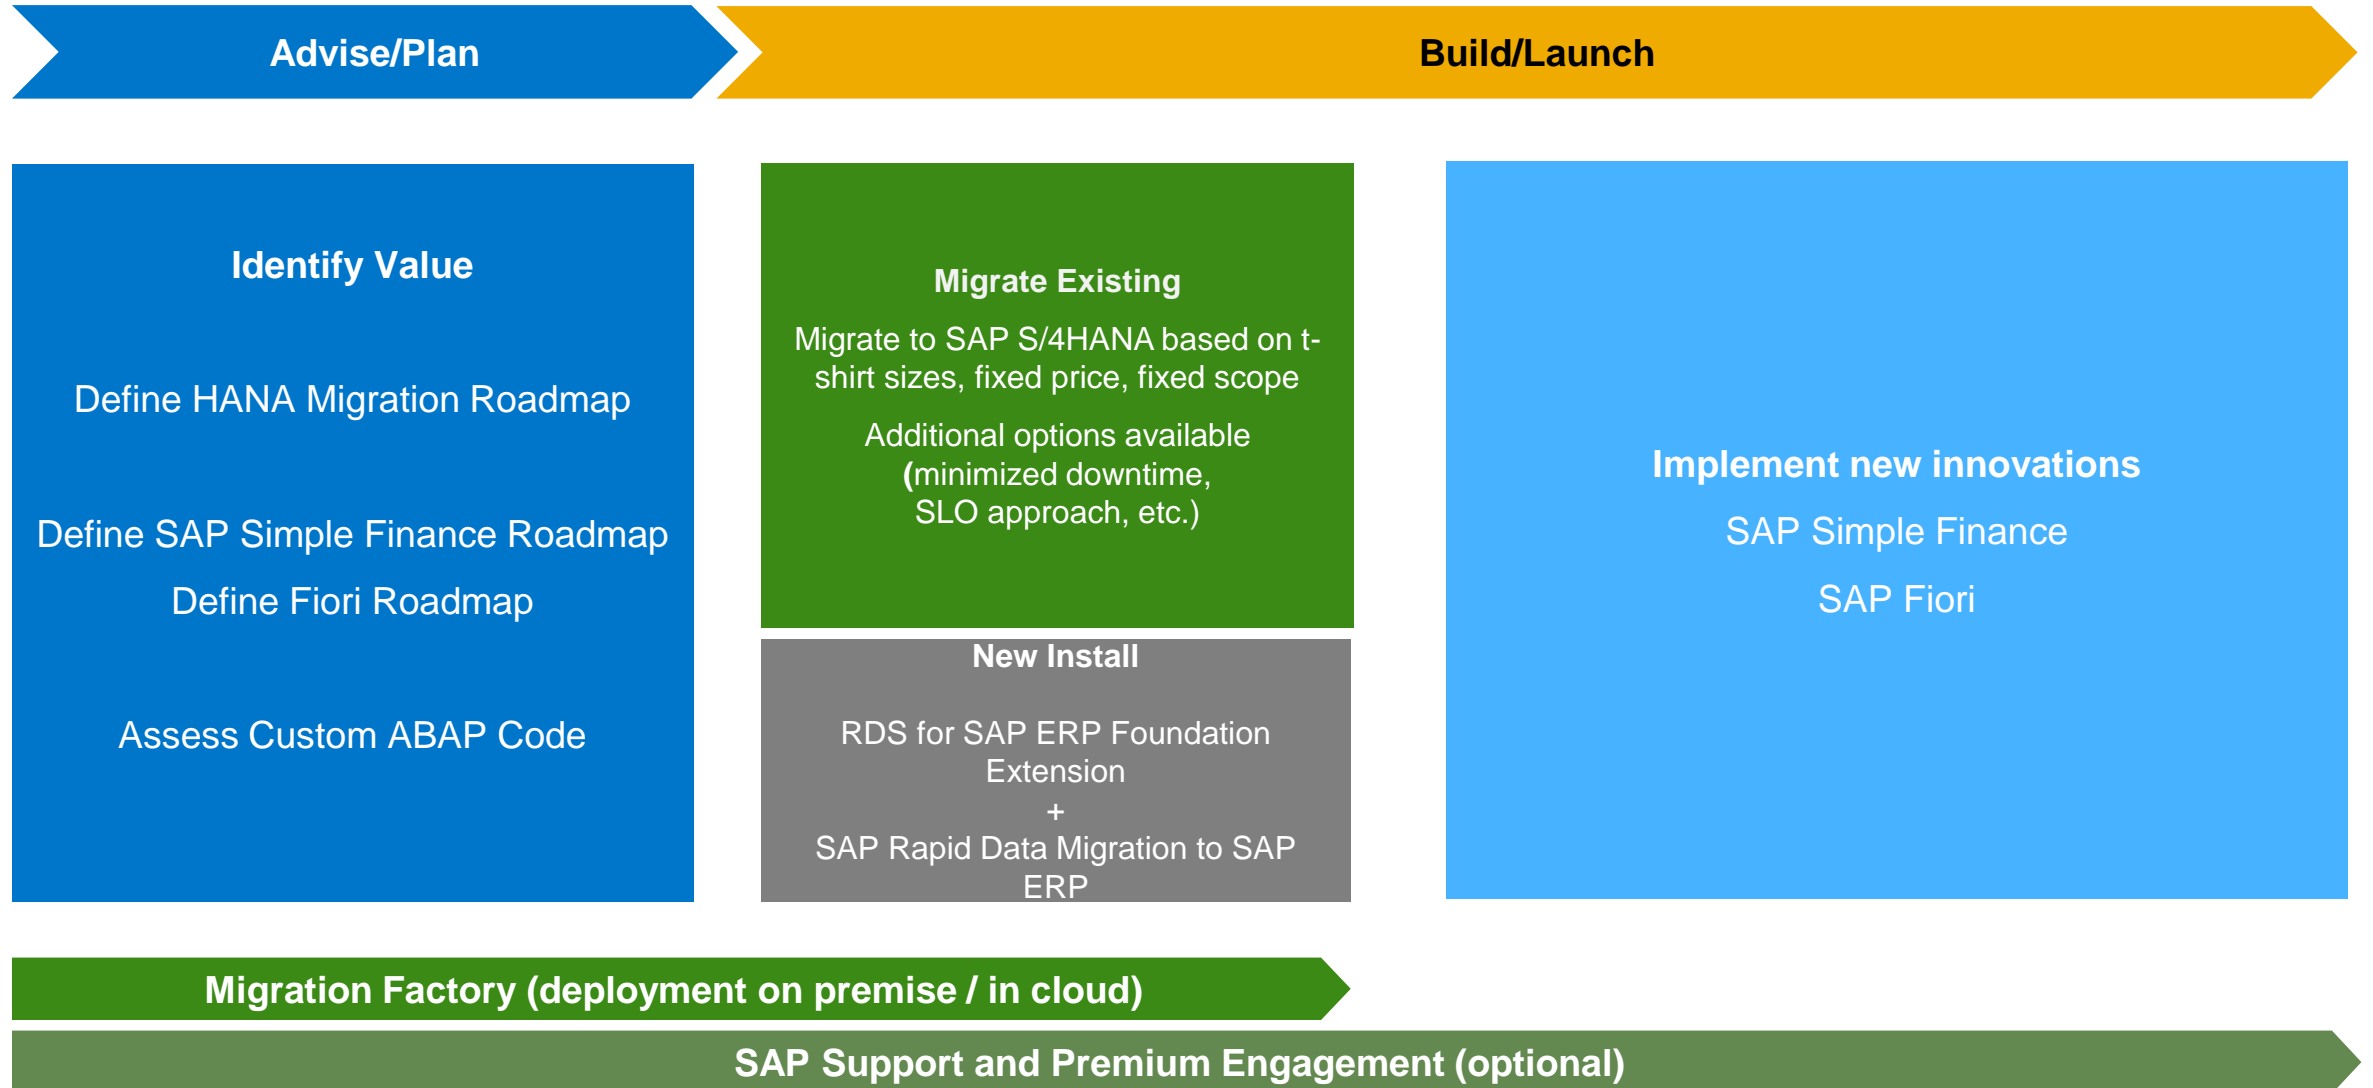 Advise/Plan
Build/Launch
Identify Value
Define HANA Migration Roadmap
Define SAP Simple Finance Roadmap
Define Fiori Roadmap
Assess Custom ABAP Code
Migrate Existing
Migrate to SAP S/4HANA based on t-
shirt sizes, fixed price, fixed scope
Additional options available
(minimized downtime,
SLO approach, etc.)
New Install
RDS for SAP ERP Foundation
Extension
+
SAP Rapid Data Migration to SAP
ERP
Implement new innovations
SAP Simple Finance
SAP Fiori
Migration Factory (deployment on premise / in cloud)
SAP Support and Premium Engagement (optional)